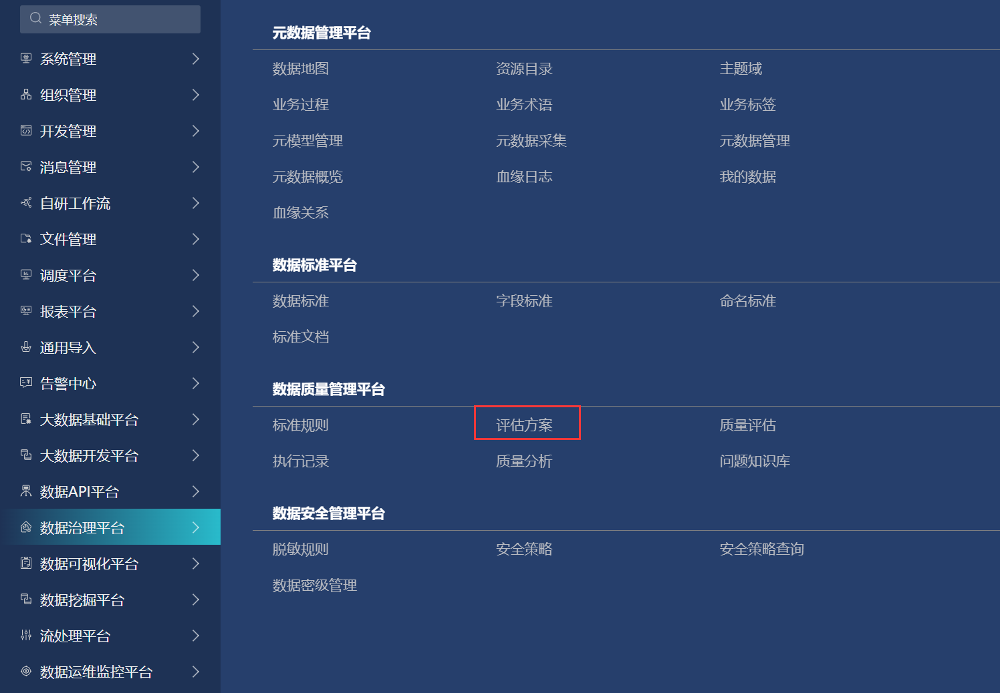 菜单搜索
系统管理
组织管理
开发管理
消息管理
自研工作流
文件管理
调度平台
报表平台
通用导入
告警中心
大数据基础平台
大数据开发平台
数据API平台
数据治理平台
数据可视化平台
数据挖掘平台
流处理平台
数据运维监控平台
元数据管理平台
数据地图 资源目录 主题域
业务过程 业务术语 业务标签
元模型管理 元数据采集 元数据管理
元数据概览 血缘日志 我的数据
血缘关系
数据标准平台
数据标准 字段标准 命名标准
标准文档
数据质量管理平台
标准规则 评估方案 质量评估
执行记录 质量分析 问题知识库
数据安全管理平台
脱敏规则 安全策略 安全策略查询
数据密级管理